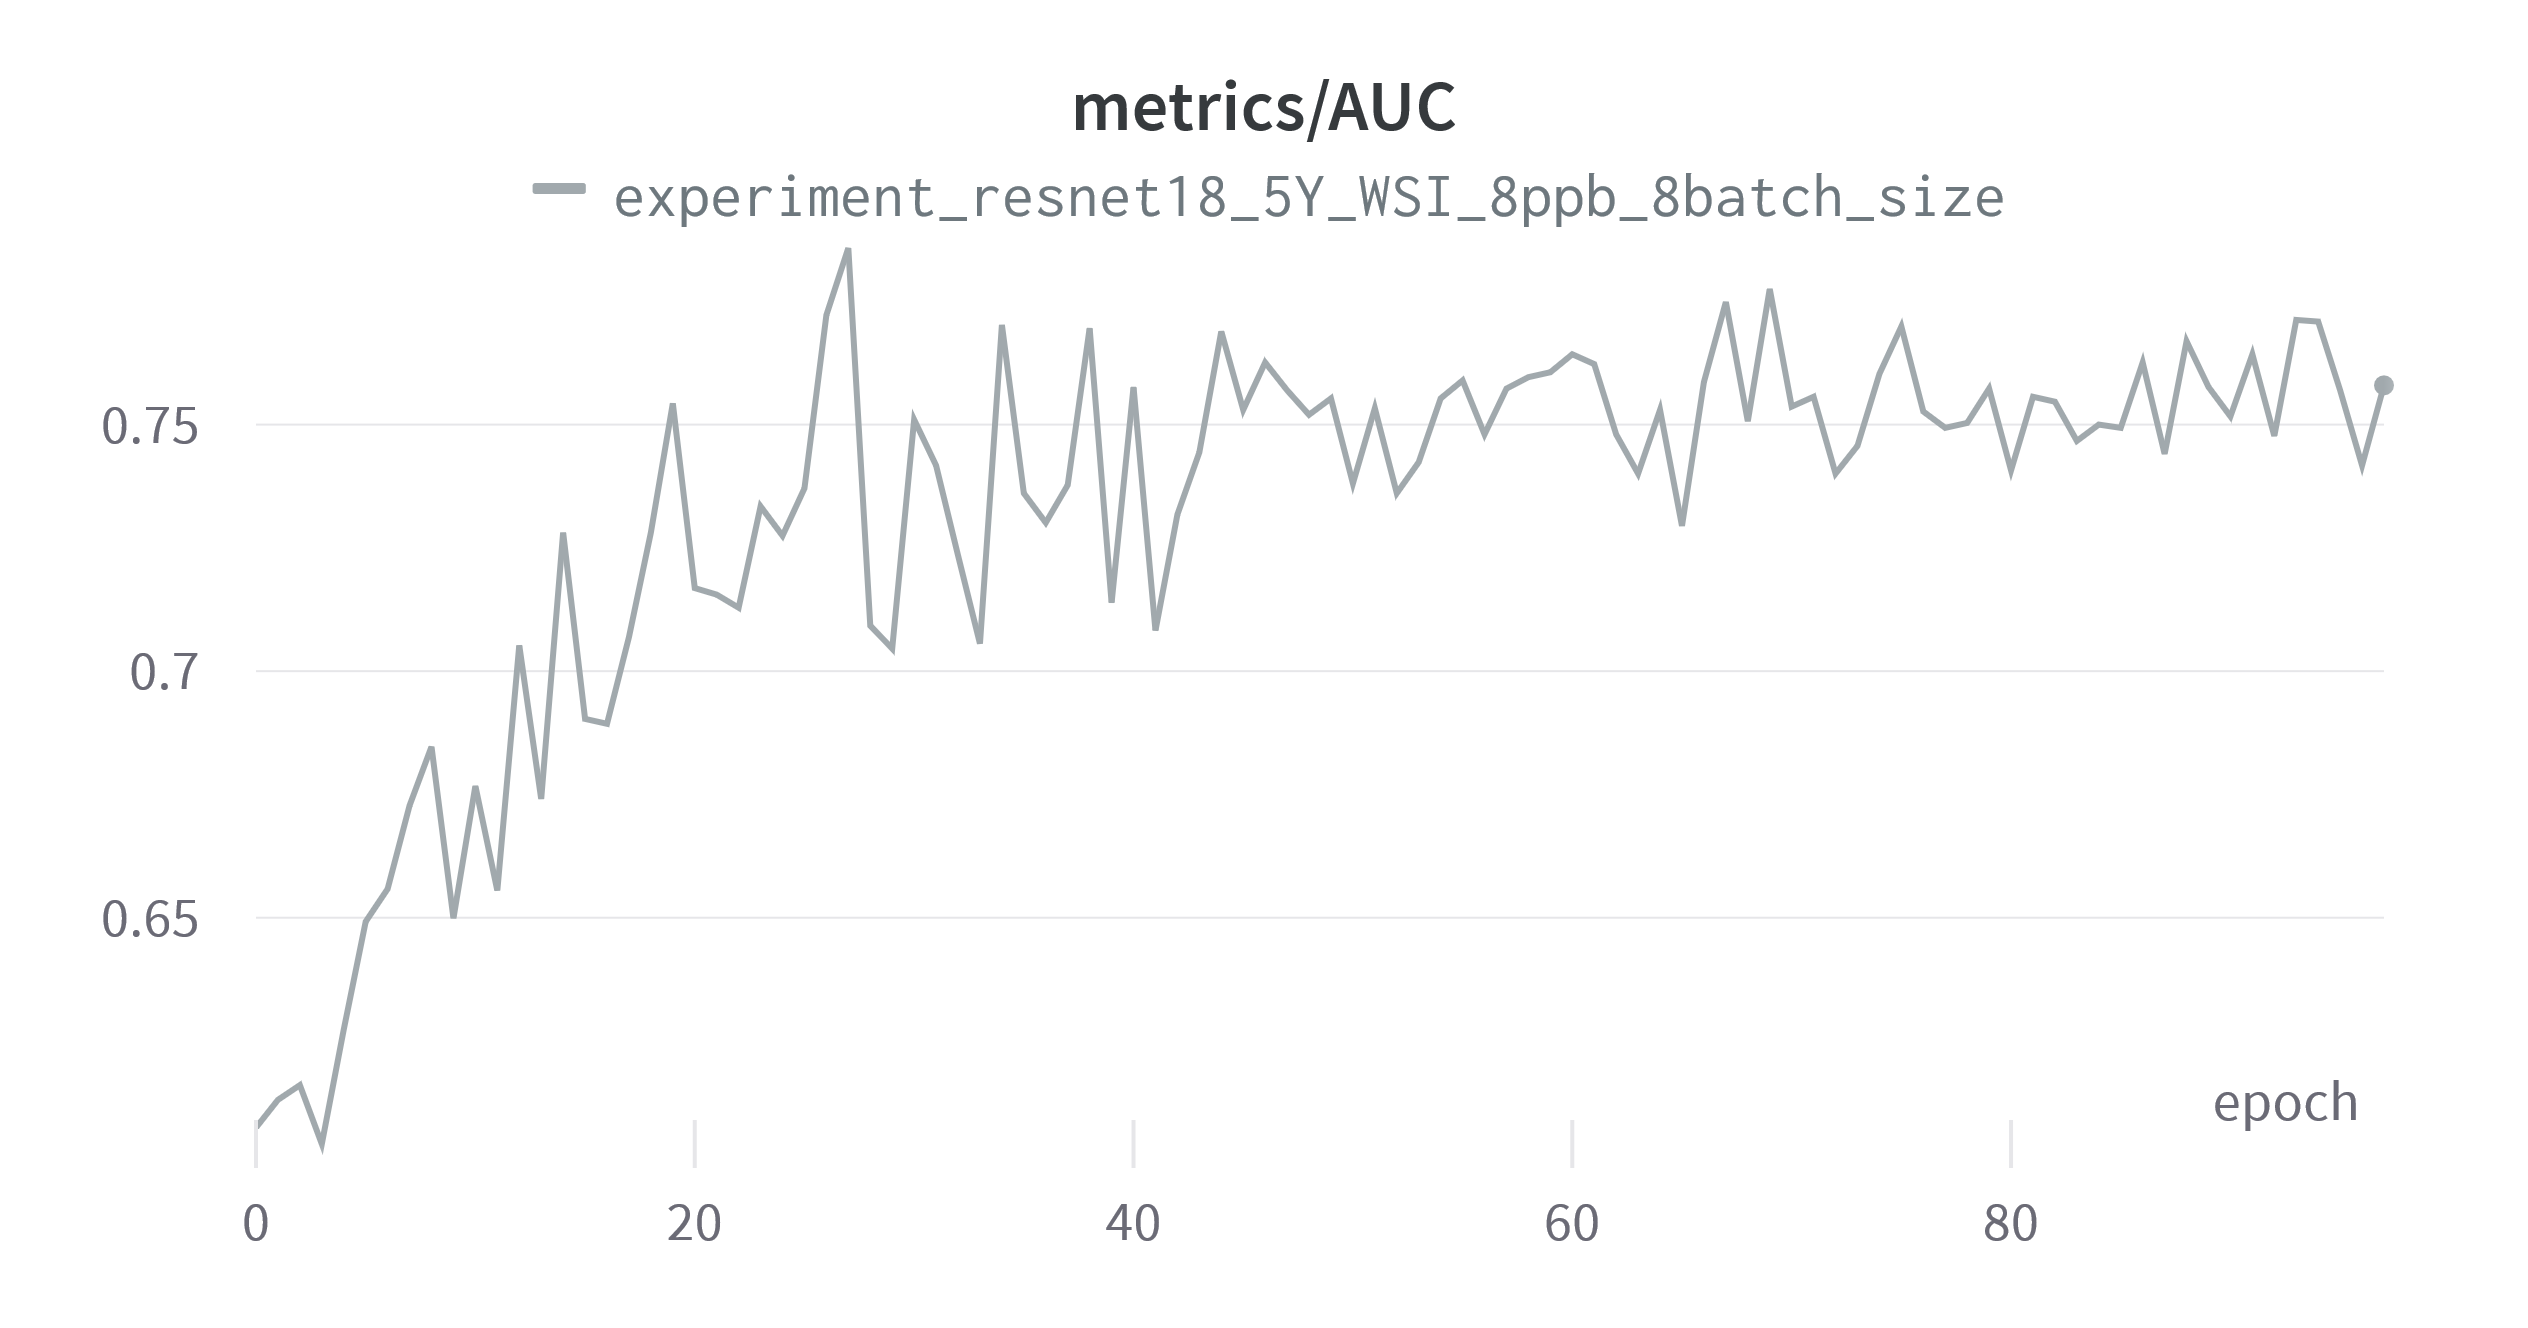 metrics/AUC
experiment_resnet18_5Y_WSI_8ppb_8batch_size
0.75
0.7
0.65
epoch
0 20 40 60 80